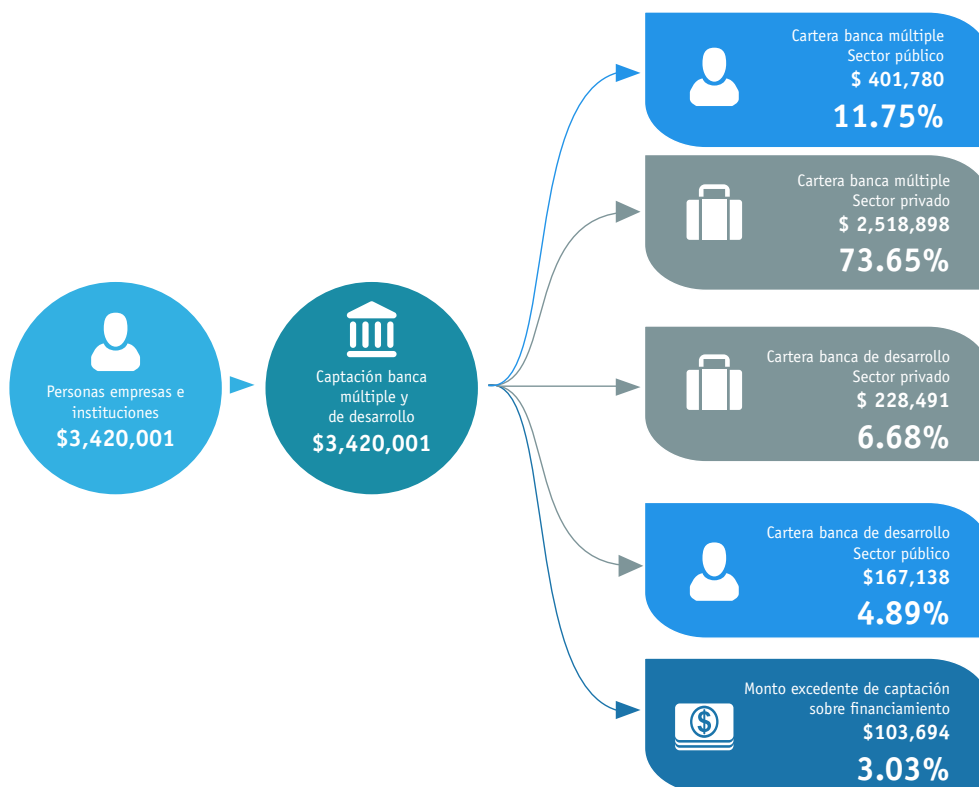 Personas empresas e
instituciones
$3,420,001
Captación banca
múltiple y
de desarrollo
$3,420,001
Cartera banca múltiple
Sector público
$ 401,780
11.75%
Cartera banca múltiple
Sector privado
$ 2,518,898
73.65%
Cartera banca de desarrollo
Sector privado
$ 228,491
6.68%
Cartera banca de desarrollo
Sector público
$167,138
4.89%
Monto excedente de captación
sobre financiamiento
$103,694
3.03%
$